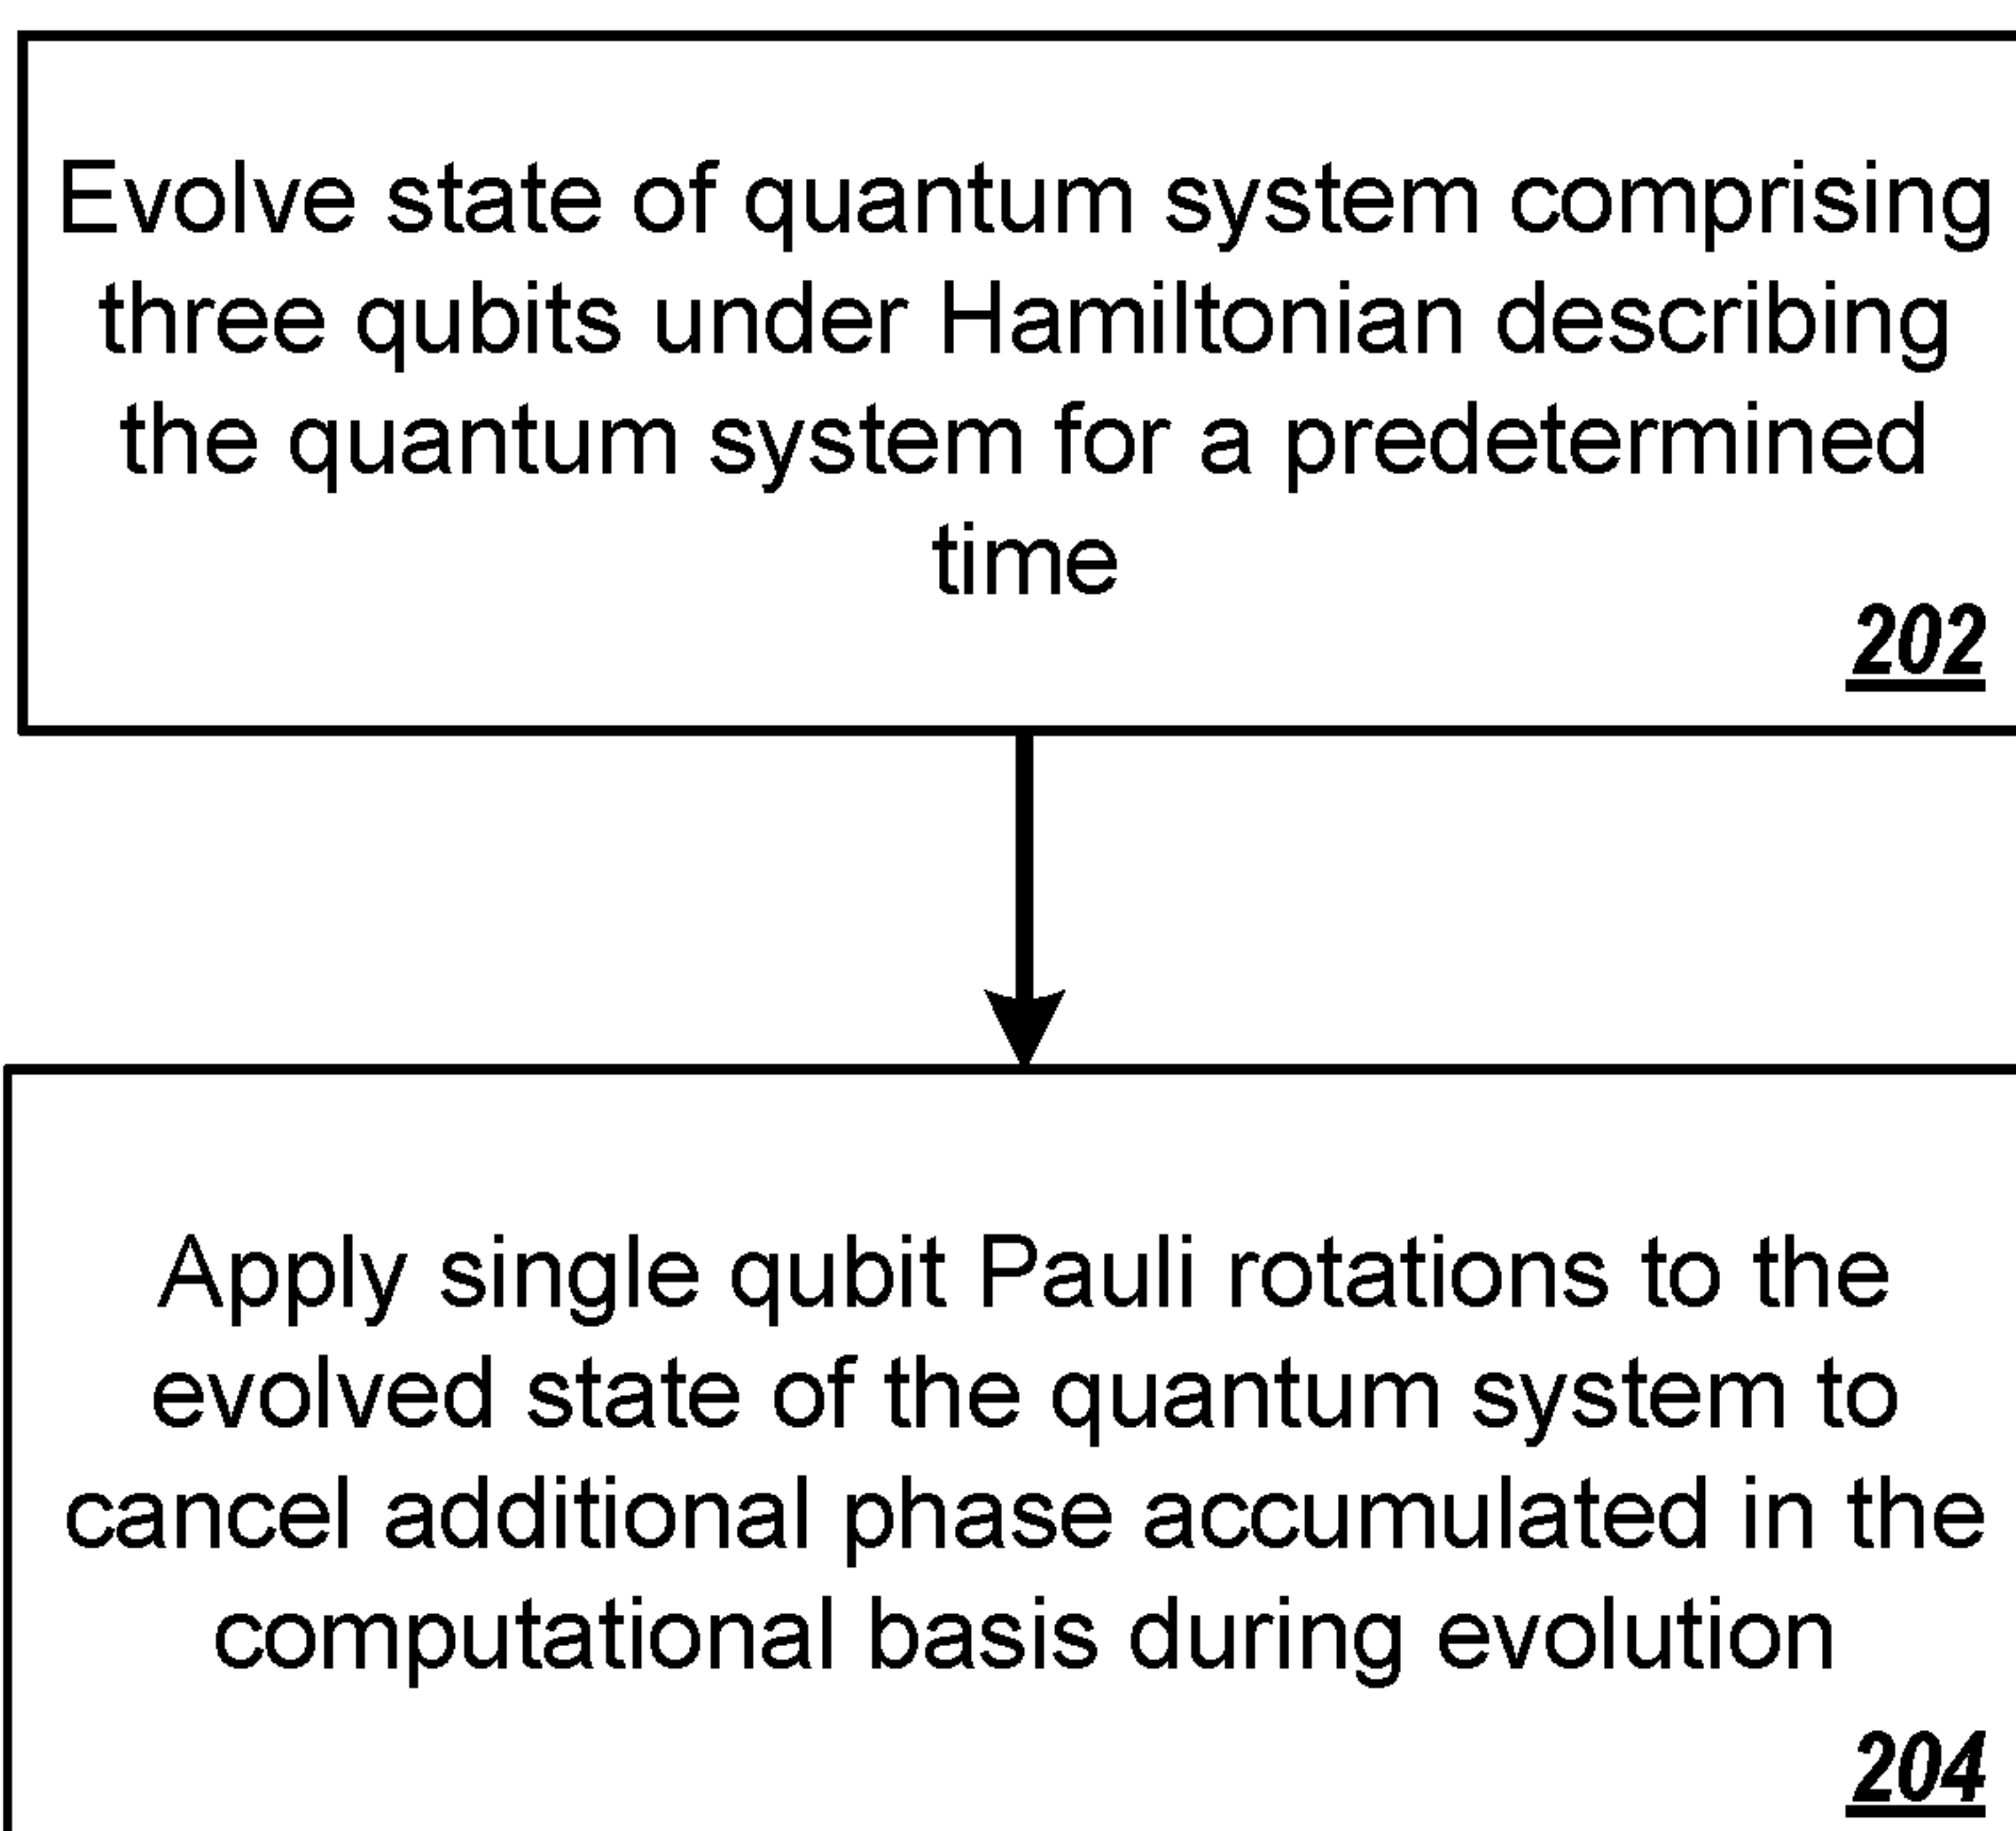 Evolve state of quantum system comprising
three qubits under Hamiltonian describing
the quantum system for a predetermined
time
202
Apply single qubit Pauli rotations to the
evolved state of the quantum system to
cancel additional phase accumulated in the
computational basis during evolution
204